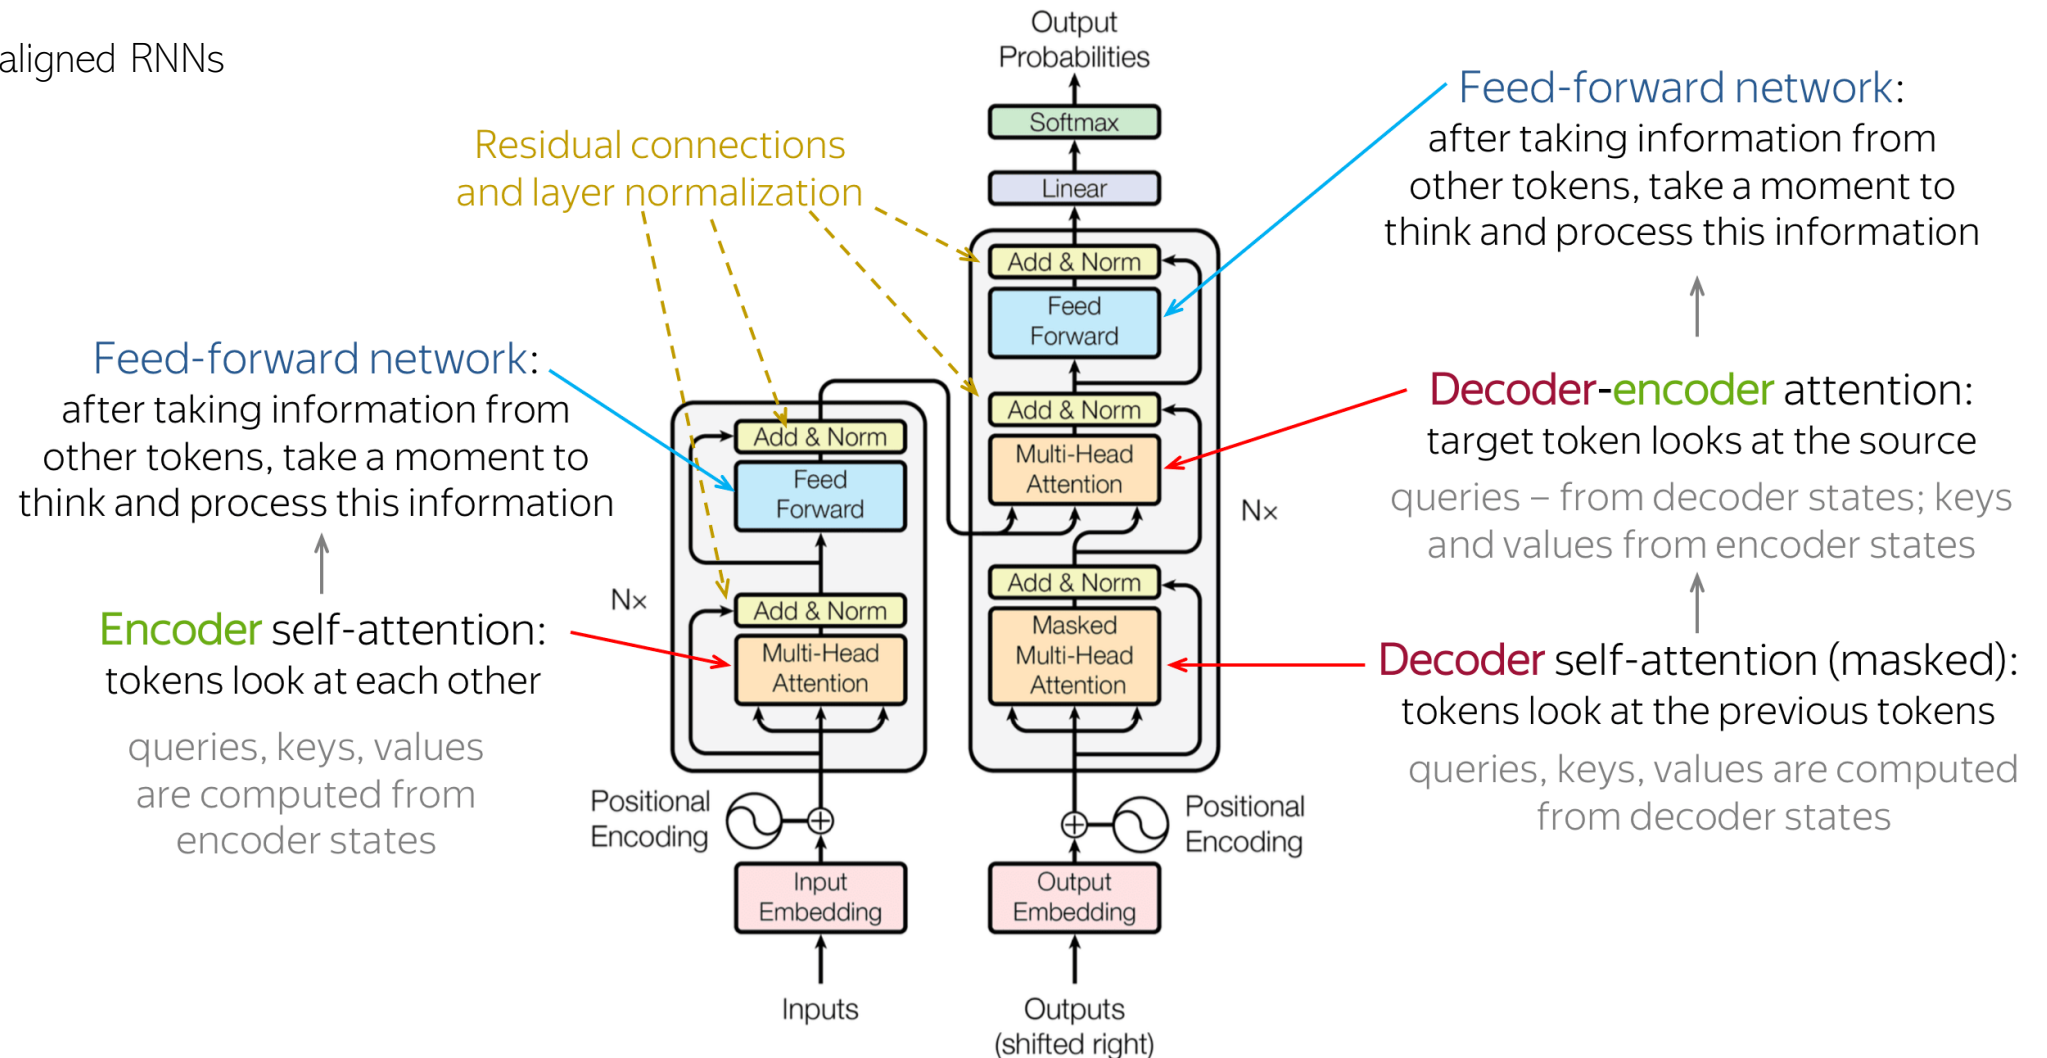 aligned RNNs
Output
Probabilities
Softmax
Linear
Add & Norm
Feed
Forward
Add & Norm
Multi-Head
Attention
Add & Norm
Masked
Multi-Head
Attention
Nx
Positional
Encoding
Output
Embedding
Outputs
(shifted right)
Residual connections
and layer normalization
Add & Norm
Feed
Forward
Add & Norm
Multi-Head
Attention
Nx
Positional
Encoding
Input
Embedding
Inputs
Feed-forward network:
after taking information from
other tokens, take a moment to
think and process this information
Encoder self-attention:
tokens look at each other
queries, keys, values
are computed from
encoder states
Feed-forward network:
after taking information from
other tokens, take a moment to
think and process this information
Decoder-encoder attention:
target token looks at the source
queries – from decoder states; keys
and values from encoder states
Decoder self-attention (masked):
tokens look at the previous tokens
queries, keys, values are computed
from decoder states